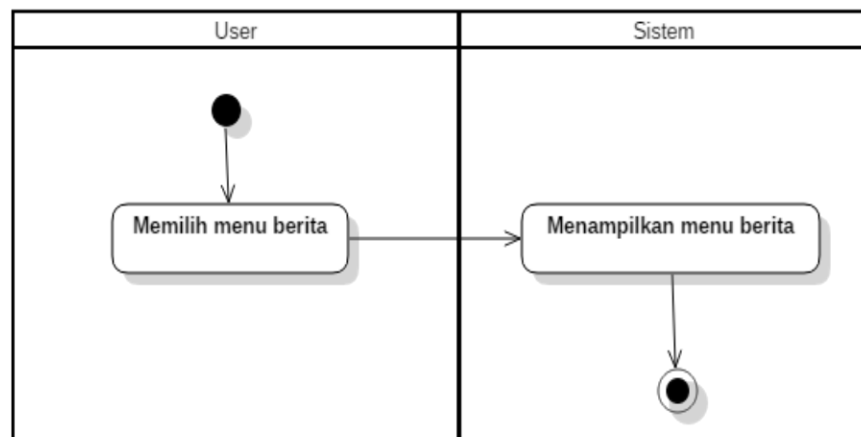 User
Sistem
Memilih menu berita
Menampilkan menu berita